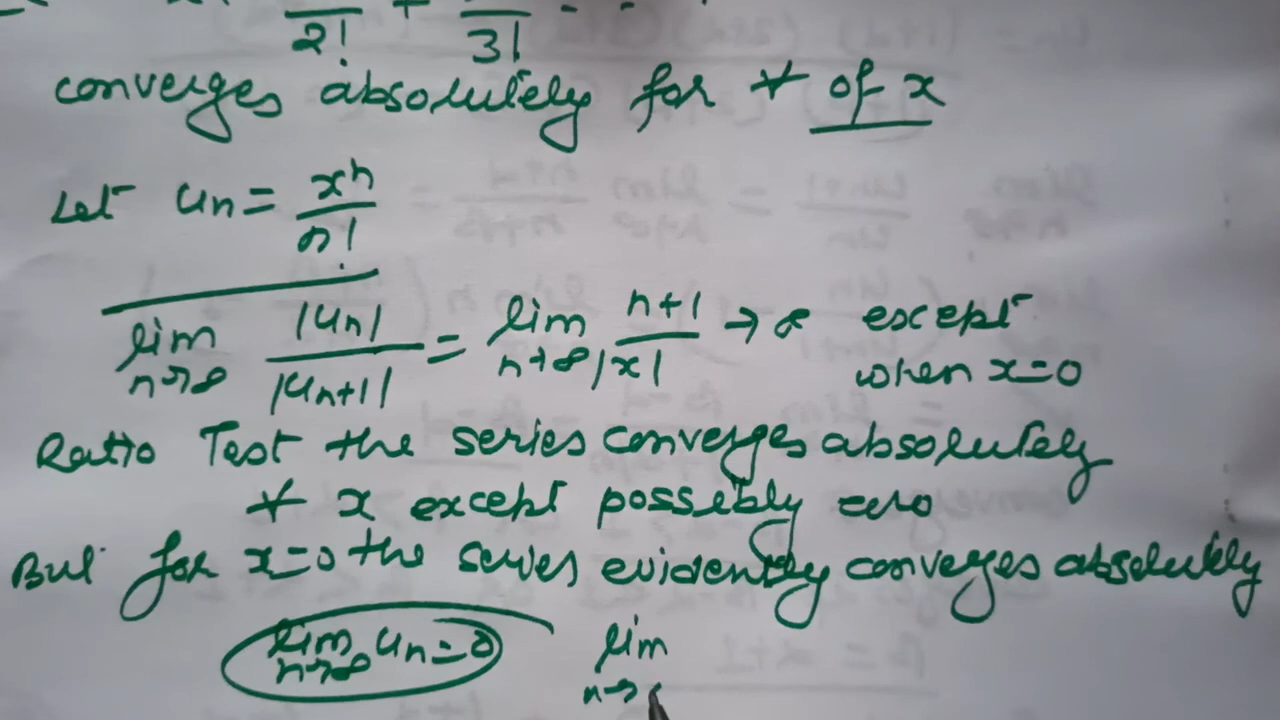 x. /2! + /3! - - .
converges absolutely for ∀ of x
Let un = xⁿ/n!
lim n→∞ |un|/|un+1| = lim n→∞ n+1/|x| → ∞ except when x=0
Ratio Test the series converges absolutely
∀ x except possibly zero
But for x=0 the series evidently converges absolutely
lim n→∞ un = 0 lim n→